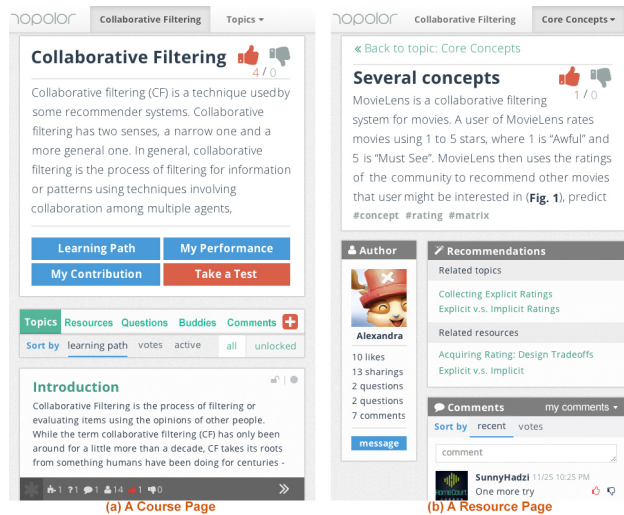 nopolor
Collaborative Filtering
Topics
Collaborative Filtering
4 / 0
Collaborative filtering (CF) is a technique usedby
some recommender systems. Collaborative
filtering has two senses, a narrow one and a
more general one. In general, collaborative
filtering is the process of filtering for information
or patterns using techniques involving
collaboration among multiple agents,
Learning Path
My Performance
My Contribution
Take a Test
Topics Resources Questions Buddies Comments
Sort by learning path votes active all unlocked
Introduction
Collaborative Filtering is the process of filtering or
evaluating items using the opinions of other people.
While the term collaborative filtering (CF) has only been
around for a little more than a decade, CF takes its roots
from something humans have been doing for centuries -
1 ?1 1 14 1 0
(a) A Course Page
nopolor
Collaborative Filtering
Core Concepts
« Back to topic: Core Concepts
Several concepts
1 / 0
MovieLens is a collaborative filtering
system for movies. A user of MovieLens rates
movies using 1 to 5 stars, where 1 is “Awful” and
5 is “Must See”. MovieLens then uses the ratings
of the community to recommend other movies
that user might be interested in (Fig. 1), predict
#concept #rating #matrix
Author
Alexandra
10 likes
13 sharings
2 questions
2 questions
7 comments
message
Recommendations
Related topics
Collecting Explicit Ratings
Explicit v.s. Implicit Ratings
Related resources
Acquiring Rating: Design Tradeoffs
Explicit v.s. Implicit
Comments my comments
Sort by recent votes
comment
HomeCourt
SunnyHadzi 11/25 10:25 PM
One more try
(b) A Resource Page